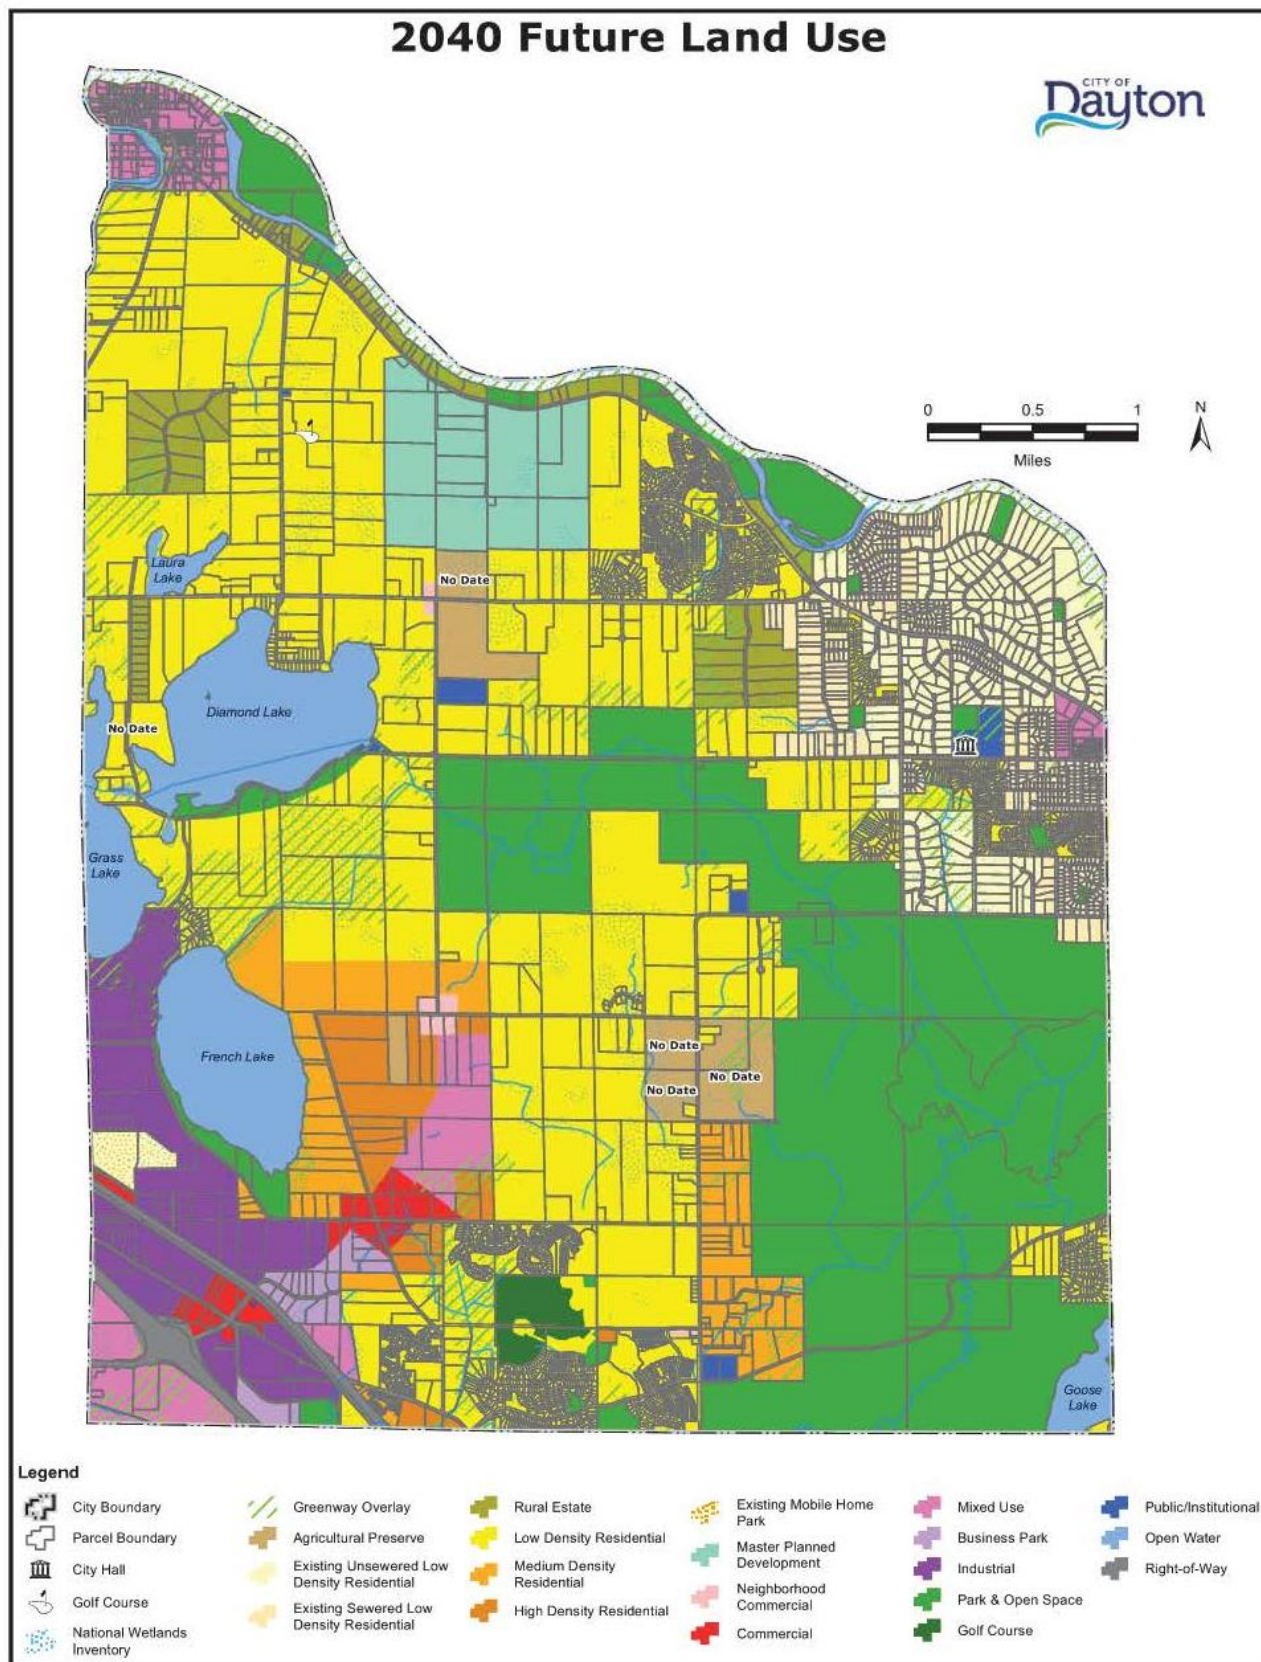 2040 Future Land Use
CITY OF
Dayton
0 0.5 1
Miles
N
Laura
Lake
No Date
Diamond Lake
No Date
Grass
Lake
French Lake
No Date
No Date
No Date
Goose
Lake
Legend
City Boundary
Parcel Boundary
City Hall
Golf Course
National Wetlands
Inventory
Greenway Overlay
Agricultural Preserve
Existing Unsewered Low
Density Residential
Existing Sewered Low
Density Residential
Rural Estate
Low Density Residential
Medium Density
Residential
High Density Residential
Existing Mobile Home
Park
Master Planned
Development
Neighborhood
Commercial
Commercial
Mixed Use
Business Park
Industrial
Park & Open Space
Golf Course
Public/Institutional
Open Water
Right-of-Way